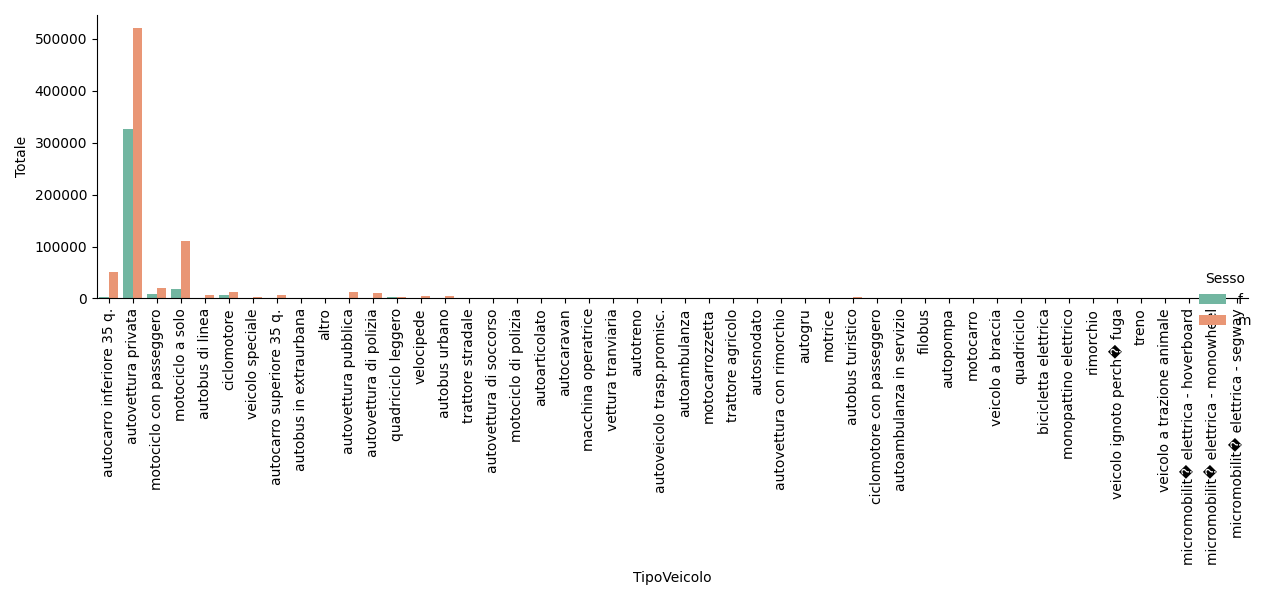 500000
400000
300000
200000
100000
0
Totale
Sesso
f
m
autocarro inferiore 35 q.
autovettura privata
motociclo con passeggero
motociclo a solo
autobus di linea
ciclomotore
veicolo speciale
autocarro superiore 35 q.
autobus in extraurbana
altro
autovettura pubblica
autovettura di polizia
quadriciclo leggero
velocipede
autobus urbano
trattore stradale
autovettura di soccorso
motociclo di polizia
autoarticolato
autocaravan
macchina operatrice
vettura tranviaria
autotreno
autoveicolo trasp.promisc.
autoambulanza
motocarrozzetta
trattore agricolo
autosnodato
autovettura con rimorchio
autogru
motrice
autobus turistico
ciclomotore con passeggero
autoambulanza in servizio
filobus
autopompa
motocarro
veicolo a braccia
quadriciclo
bicicletta elettrica
monopattino elettrico
rimorchio
veicolo ignoto perch� fuga
treno
veicolo a trazione animale
micromobilit� elettrica - hoverboard
micromobilit� elettrica - monowheel
micromobilit� elettrica - segway
TipoVeicolo